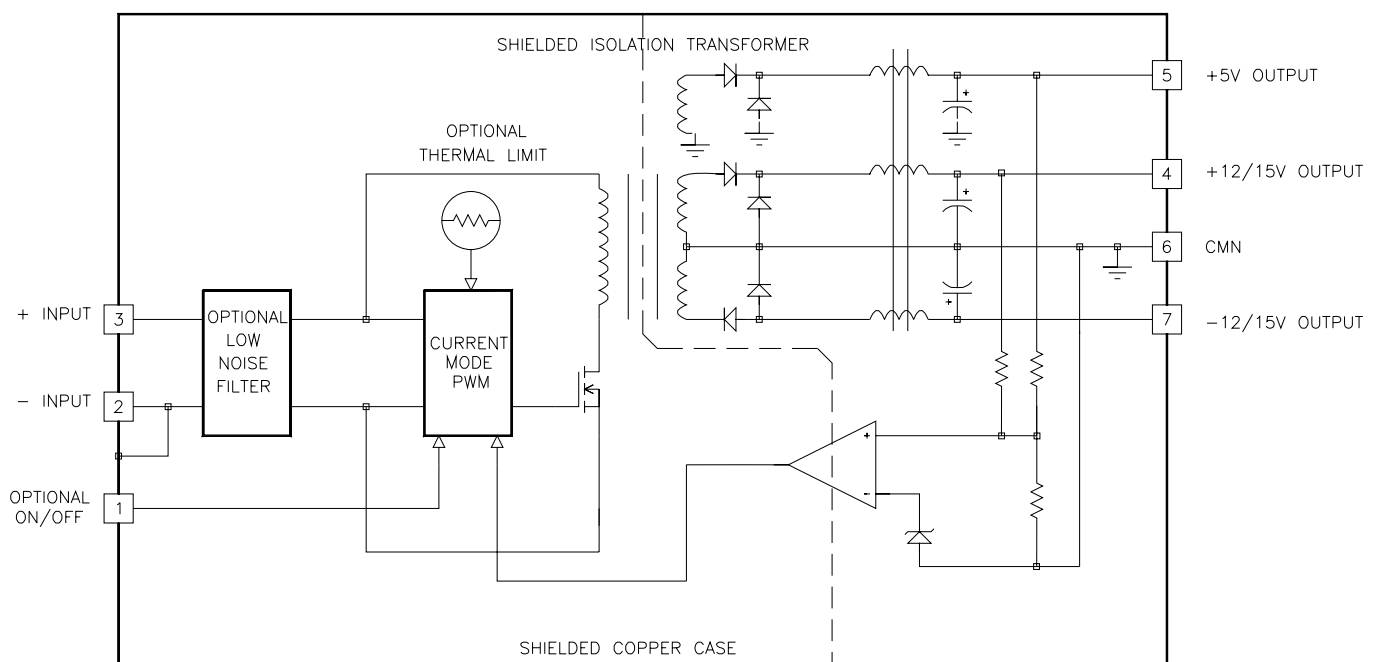 SHIELDED ISOLATION TRANSFORMER
5 +5V OUTPUT
+
OPTIONAL
THERMAL LIMIT
4 +12/15V OUTPUT
+
6 CMN
+
7 -12/15V OUTPUT
+ INPUT 3
OPTIONAL
LOW
NOISE
FILTER
CURRENT
MODE
PWM
- INPUT 2
+
-
OPTIONAL
ON/OFF
1
SHIELDED COPPER CASE